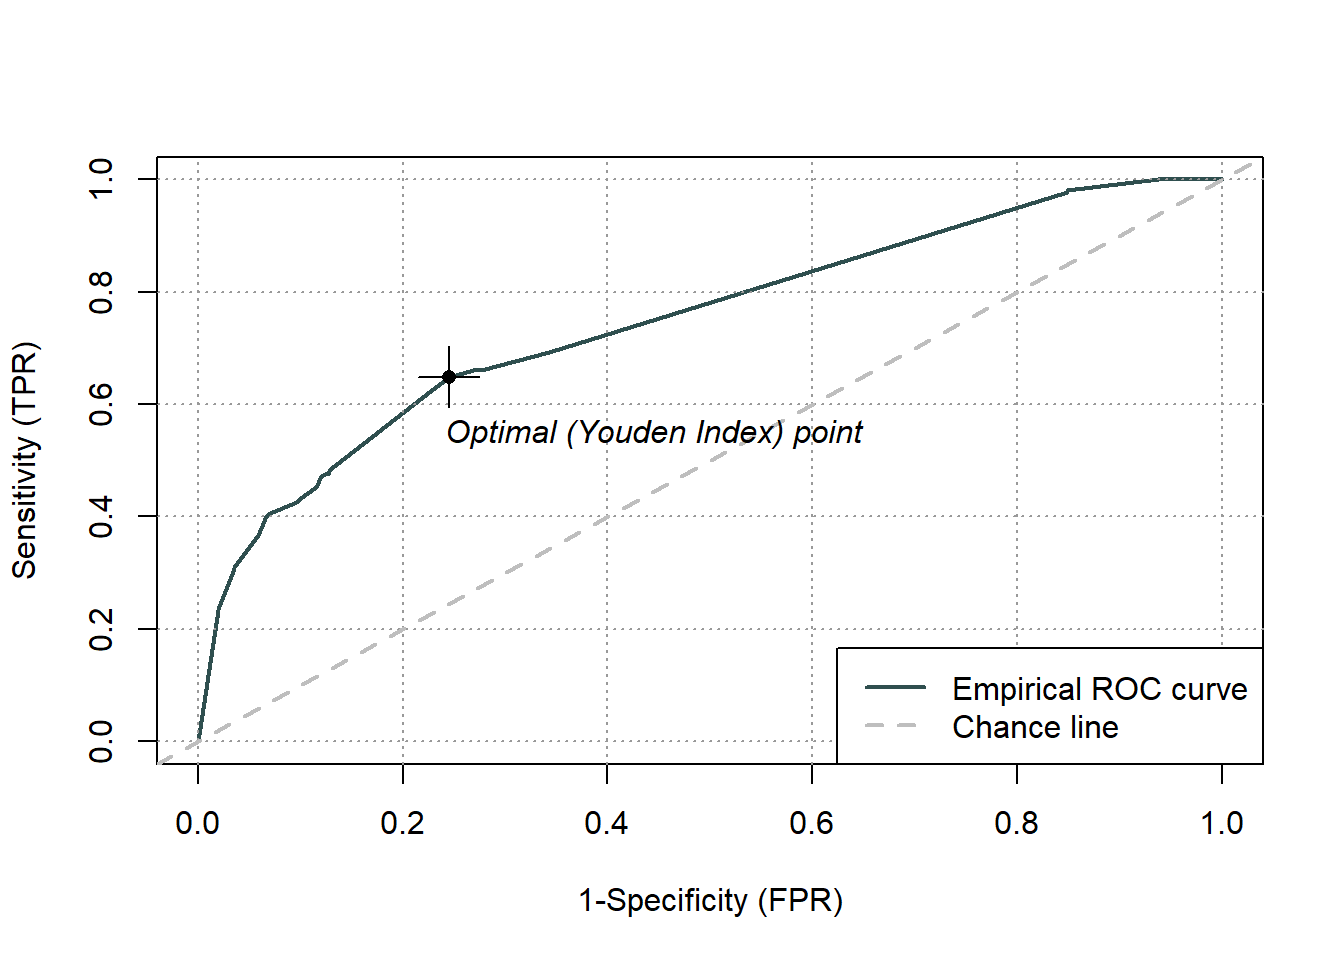 1.0
0.8
0.6
0.4
0.2
0.0
Sensitivity (TPR)
Optimal (Youden Index) point
Empirical ROC curve
Chance line
0.0 0.2 0.4 0.6 0.8 1.0
1-Specificity (FPR)